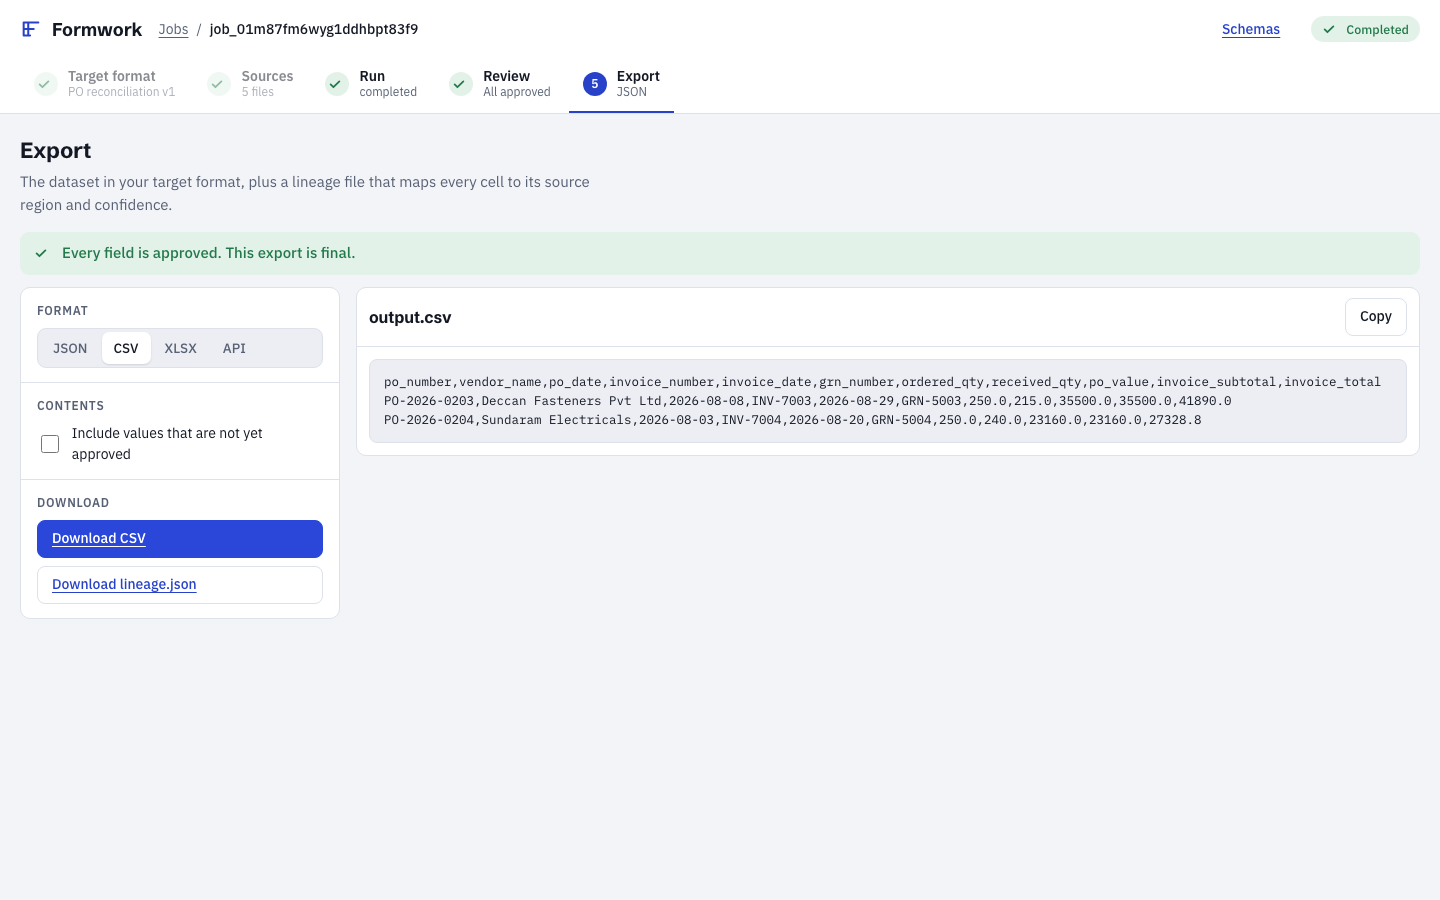 Formwork
Jobs / job_01m87fm6wyg1ddhbpt83f9
Schemas
Completed
Target format
PO reconciliation v1
Sources
5 files
Run
completed
Review
All approved
5
Export
JSON
Export
The dataset in your target format, plus a lineage file that maps every cell to its source
region and confidence.
Every field is approved. This export is final.
FORMAT
JSON CSV XLSX API
CONTENTS
Include values that are not yet
approved
DOWNLOAD
Download CSV
Download lineage.json
output.csv
Copy
po_number,vendor_name,po_date,invoice_number,invoice_date,grn_number,ordered_qty,received_qty,po_value,invoice_subtotal,invoice_total
PO-2026-0203,Deccan Fasteners Pvt Ltd,2026-08-08,INV-7003,2026-08-29,GRN-5003,250.0,215.0,35500.0,35500.0,41890.0
PO-2026-0204,Sundaram Electricals,2026-08-03,INV-7004,2026-08-20,GRN-5004,250.0,240.0,23160.0,23160.0,27328.8